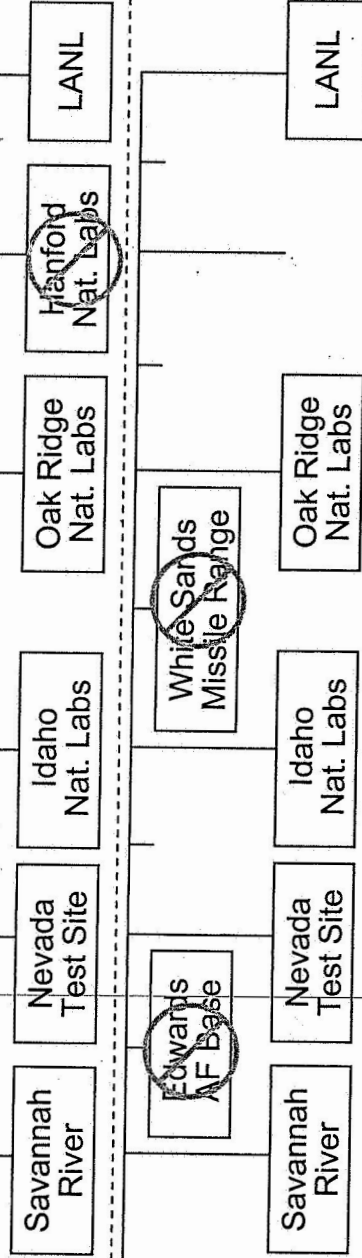 Savannah
River
Nevada
Test Site
Idaho
Nat. Labs
Oak Ridge
Nat. Labs
Hanford
Nat. Labs
LANL
Edwards
AF Base
White Sands
Missile Range
Savannah
River
Nevada
Test Site
Idaho
Nat. Labs
Oak Ridge
Nat. Labs
LANL